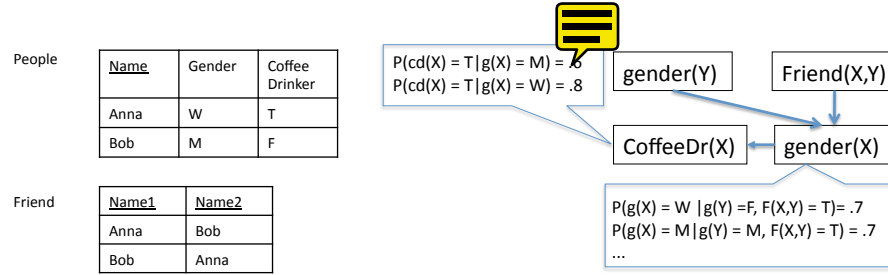 People
Name Gender Coffee Drinker
Anna W T
Bob M F
Friend
Name1 Name2
Anna Bob
Bob Anna
P(cd(X) = T|g(X) = M) =
P(cd(X) = T|g(X) = W) = .8
gender(Y) Friend(X,Y)
CoffeeDr(X) gender(X)
P(g(X) = W |g(Y) =F, F(X,Y) = T)= .7
P(g(X) = M|g(Y) = M, F(X,Y) = T) = .7
...